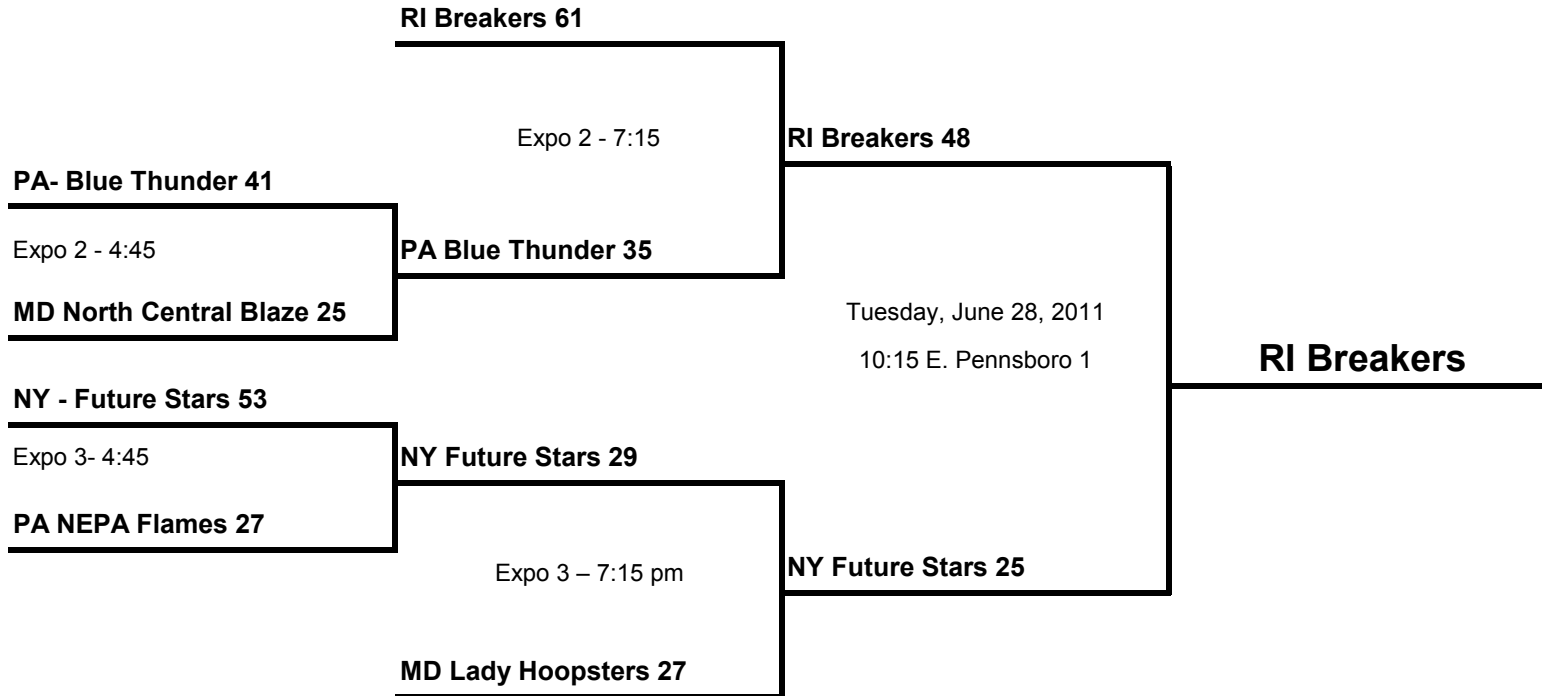 RI Breakers 61
Expo 2 - 7:15
RI Breakers 48
PA- Blue Thunder 41
Expo 2 - 4:45
PA Blue Thunder 35
MD North Central Blaze 25
Tuesday, June 28, 2011
10:15 E. Pennsboro 1
RI Breakers
NY - Future Stars 53
Expo 3- 4:45
NY Future Stars 29
PA NEPA Flames 27
Expo 3 – 7:15 pm
NY Future Stars 25
MD Lady Hoopsters 27